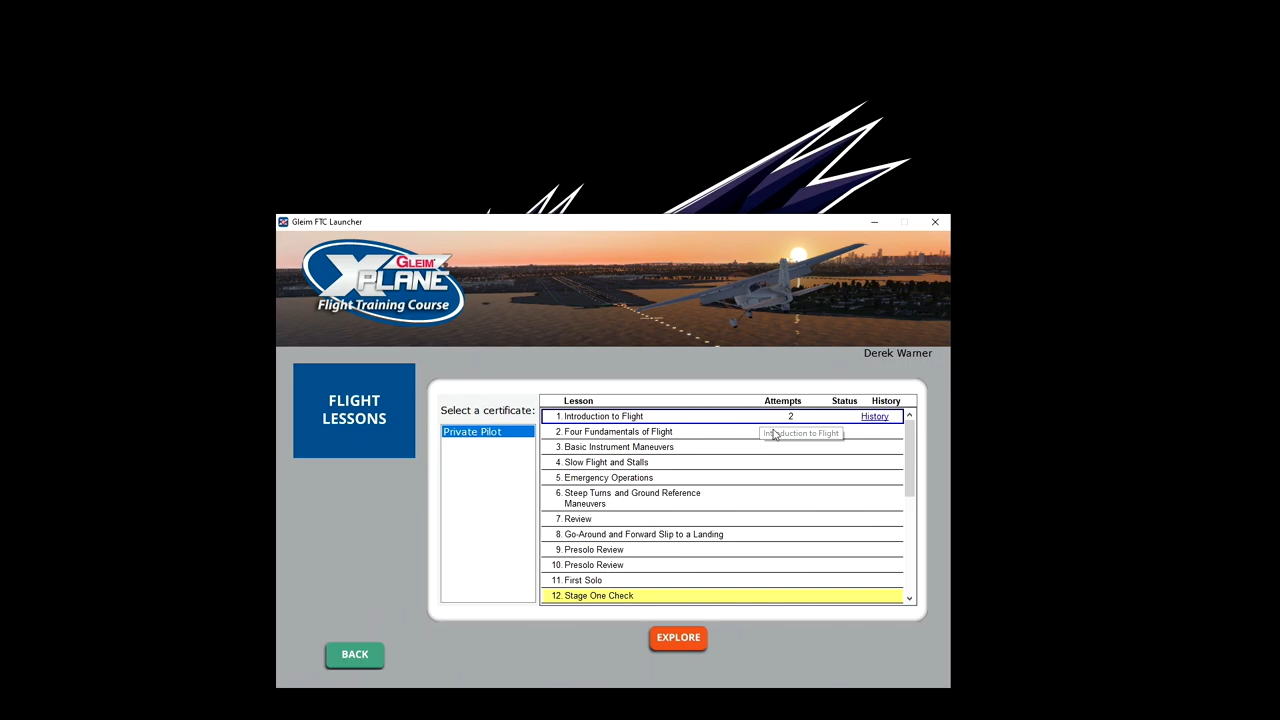 Gleim FTC Launcher
GLEIM
X PLANE
Flight Training Course
Derek Warner
FLIGHT
LESSONS
Select a certificate:
Private Pilot
Lesson Attempts Status History
1. Introduction to Flight 2 History
2. Four Fundamentals of Flight
Introduction to Flight
3. Basic Instrument Maneuvers
4. Slow Flight and Stalls
5. Emergency Operations
6. Steep Turns and Ground Reference
Maneuvers
7. Review
8. Go-Around and Forward Slip to a Landing
9. Presolo Review
10. Presolo Review
11. First Solo
12. Stage One Check
EXPLORE
BACK